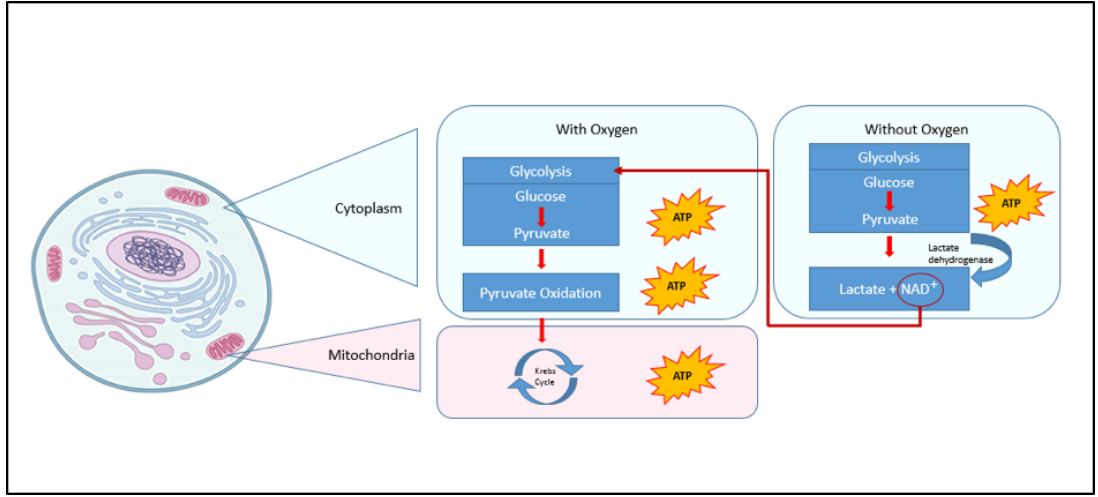 With Oxygen
Glycolysis
Glucose
Pyruvate
ATP
Pyruvate Oxidation
ATP
Cytoplasm
Mitochondria
Krebs
Cycle
ATP
Without Oxygen
Glycolysis
Glucose
Pyruvate
ATP
Lactate
dehydrogenase
Lactate + NAD⁺